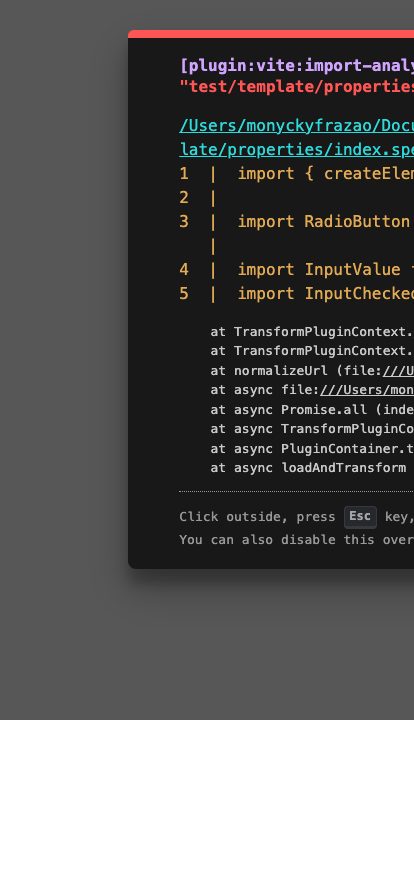 [plugin:vite:import-analy
"test/template/properties
/Users/monyckyfrazao/Docu
late/properties/index.spe
1 | import { createElem
2 |
3 | import RadioButton
|
4 | import InputValue f
5 | import InputChecked
at TransformPluginContext.
at TransformPluginContext.
at normalizeUrl (file:///U
at async file:///Users/mon
at async Promise.all (inde
at async TransformPluginCo
at async PluginContainer.t
at async loadAndTransform
Click outside, press Esc key,
You can also disable this over